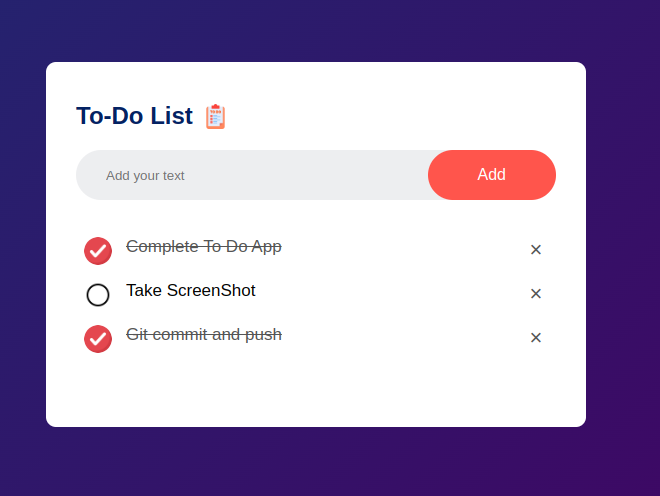 To-Do List
Add your text
Add
Complete To Do App
×
Take ScreenShot
×
Git commit and push
×